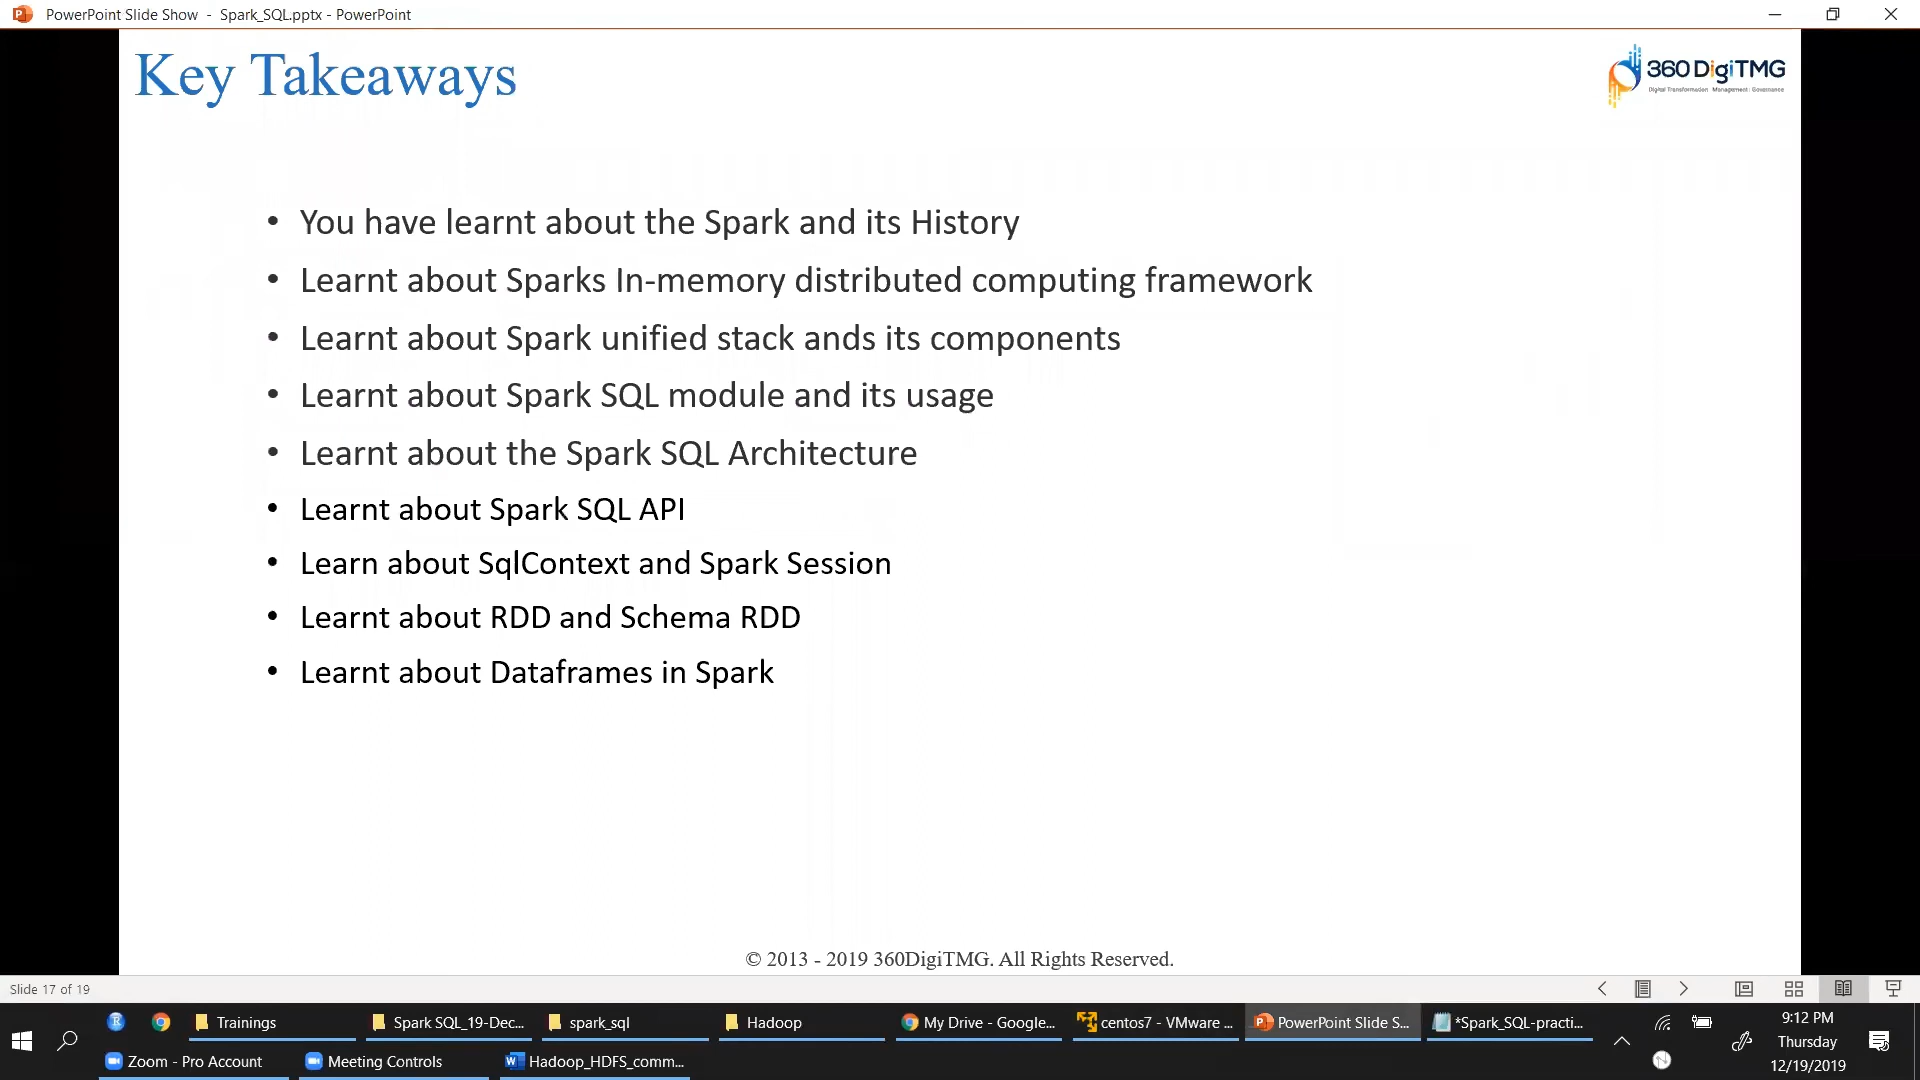 PowerPoint Slide Show - Spark_SQL.pptx - PowerPoint
Key Takeaways
360 DigiTMG
Digital Transformation Management Governance
• You have learnt about the Spark and its History
• Learnt about Sparks In-memory distributed computing framework
• Learnt about Spark unified stack ands its components
• Learnt about Spark SQL module and its usage
• Learnt about the Spark SQL Architecture
• Learnt about Spark SQL API
• Learn about SqlContext and Spark Session
• Learnt about RDD and Schema RDD
• Learnt about Dataframes in Spark
© 2013 - 2019 360DigiTMG. All Rights Reserved.
Slide 17 of 19
Trainings
Spark SQL_19-Dec...
spark_sql
Hadoop
My Drive - Google...
centos7 - VMware ...
PowerPoint Slide S...
*Spark_SQL-practi...
Zoom - Pro Account
Meeting Controls
Hadoop_HDFS_comm...
9:12 PM
Thursday
12/19/2019